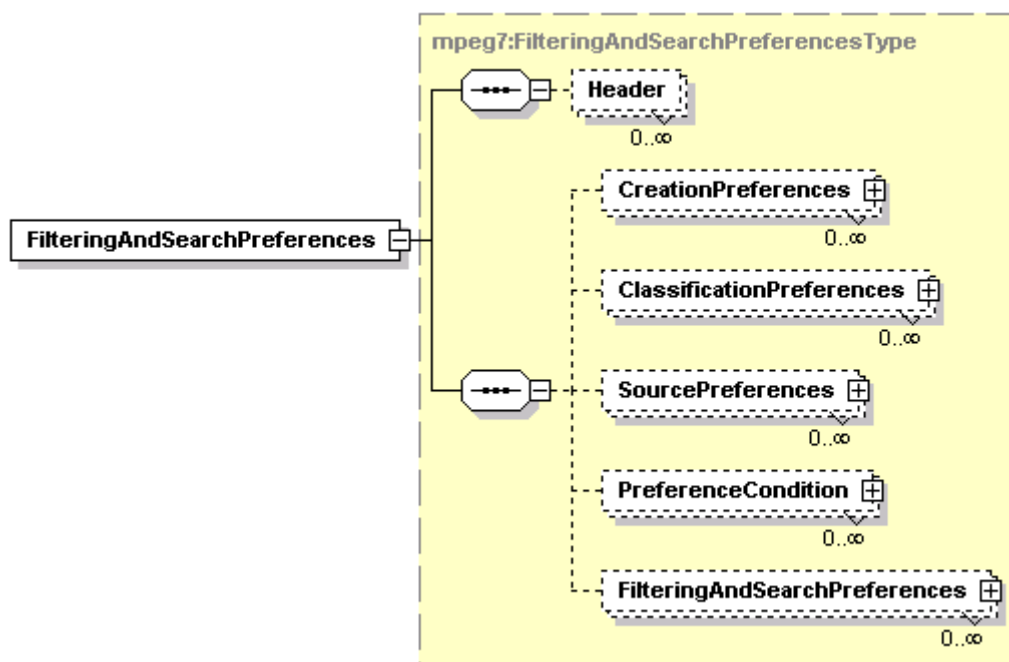 mpeg7:FilteringAndSearchPreferencesType
Header
0..∞
CreationPreferences
0..∞
FilteringAndSearchPreferences
ClassificationPreferences
0..∞
SourcePreferences
0..∞
PreferenceCondition
0..∞
FilteringAndSearchPreferences
0..∞